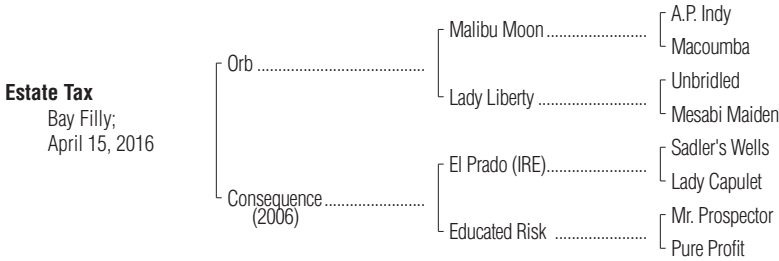 Estate Tax
Bay Filly;
April 15, 2016
Orb
Consequence
(2006)
Malibu Moon
Lady Liberty
El Prado (IRE)
Educated Risk
A.P. Indy
Macoumba
Unbridled
Mesabi Maiden
Sadler's Wells
Lady Capulet
Mr. Prospector
Pure Profit